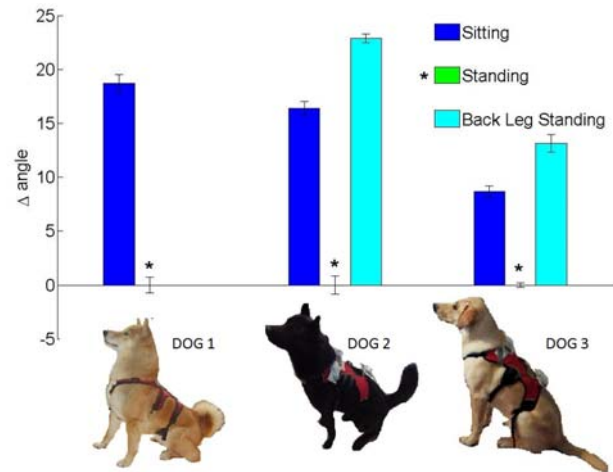 25
20
15
10
5
0
-5
Δ angle
Sitting
* Standing
Back Leg Standing
*
*
*
DOG 1
DOG 2
DOG 3